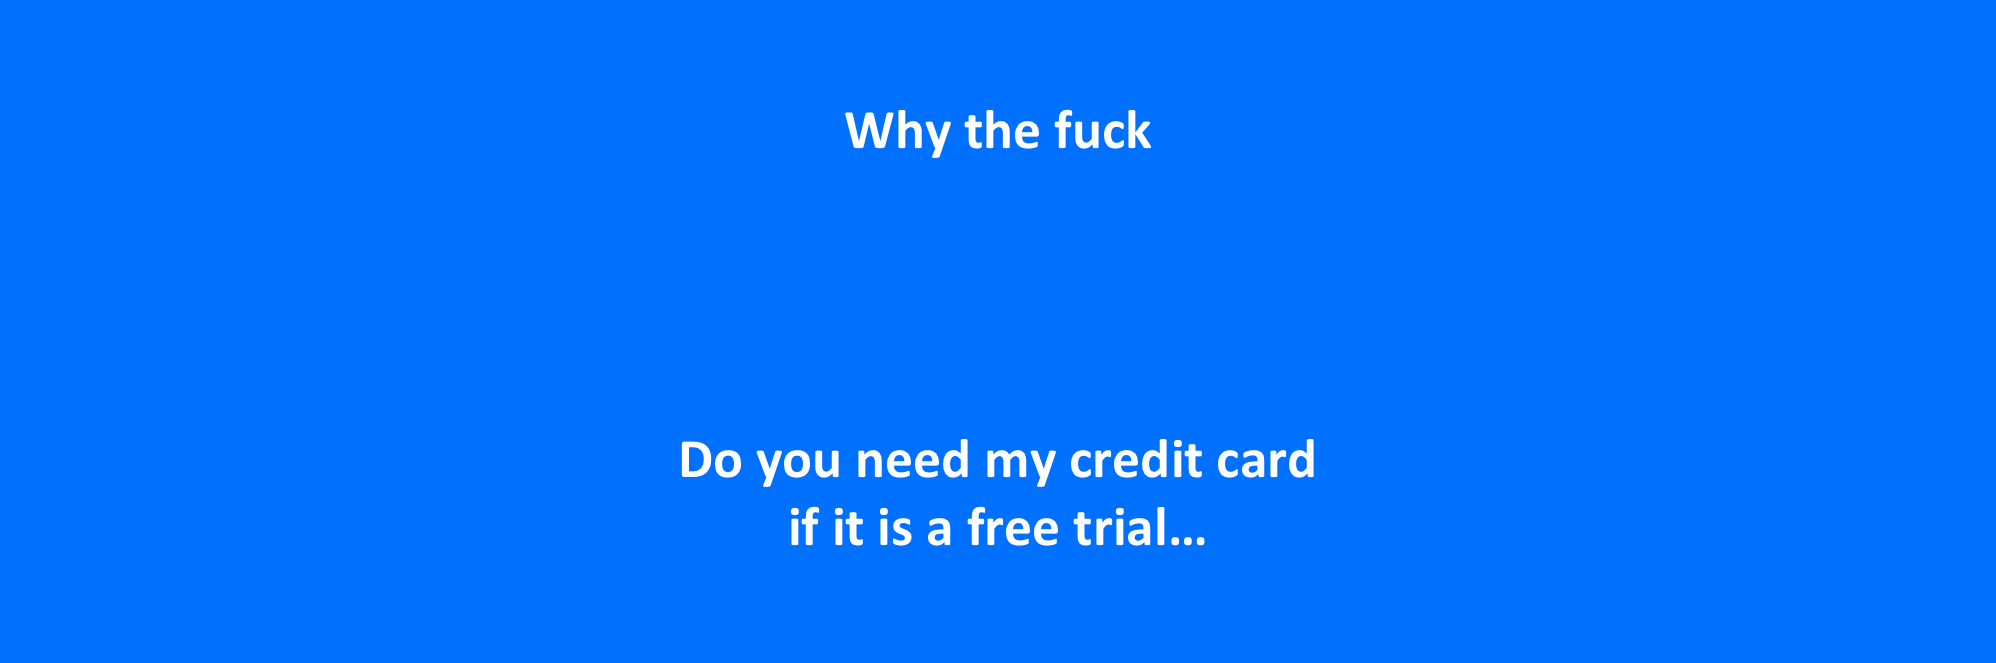 Why the fuck
Do you need my credit card
if it is a free trial...